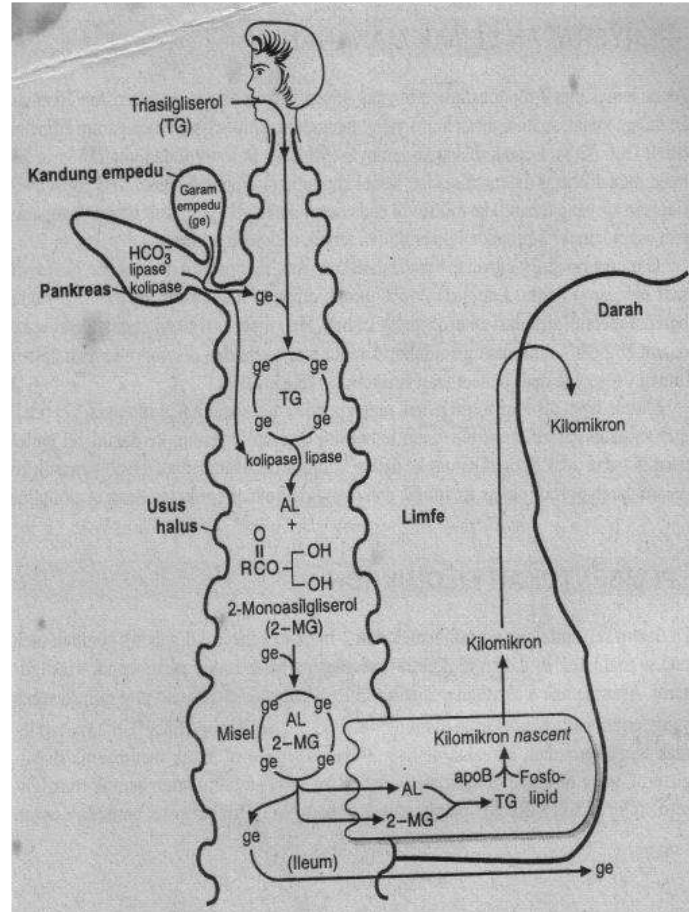 Triasilgliserol
(TG)
Kandung empedu
Garam
empedu
(ge)
HCO₃⁻
lipase
kolipase
Pankreas
ge
Darah
ge ge
TG
ge ge
Kilomikron
kolipase lipase
AL
+
Usus
halus
Limfe
O
RCO
OH
OH
2-Monoasilgliserol
(2-MG)
ge
Kilomikron
ge ge
Misel
AL
2-MG
ge ge
Kilomikron nascent
apoB
Fosfo-
lipid
AL
TG
2-MG
ge
(Ileum)
ge